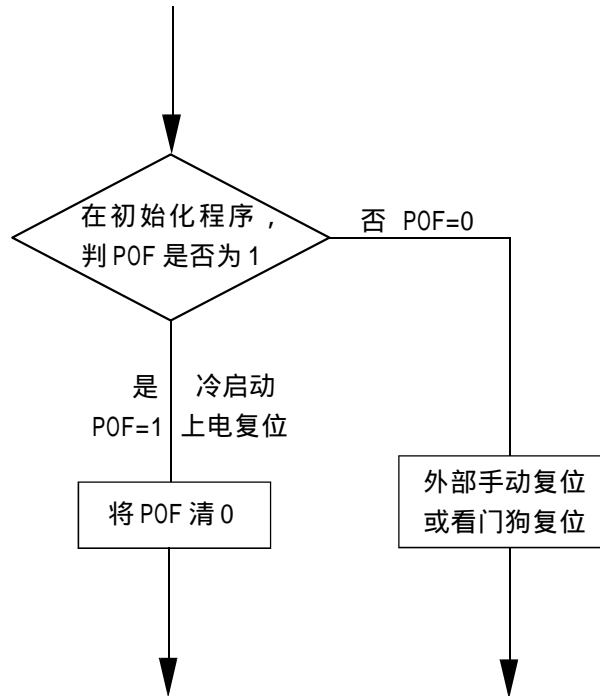 在初始化程序,
判POF是否为1
否 POF=0
是 冷启动
POF=1 上电复位
将POF清0
外部手动复位
或看门狗复位